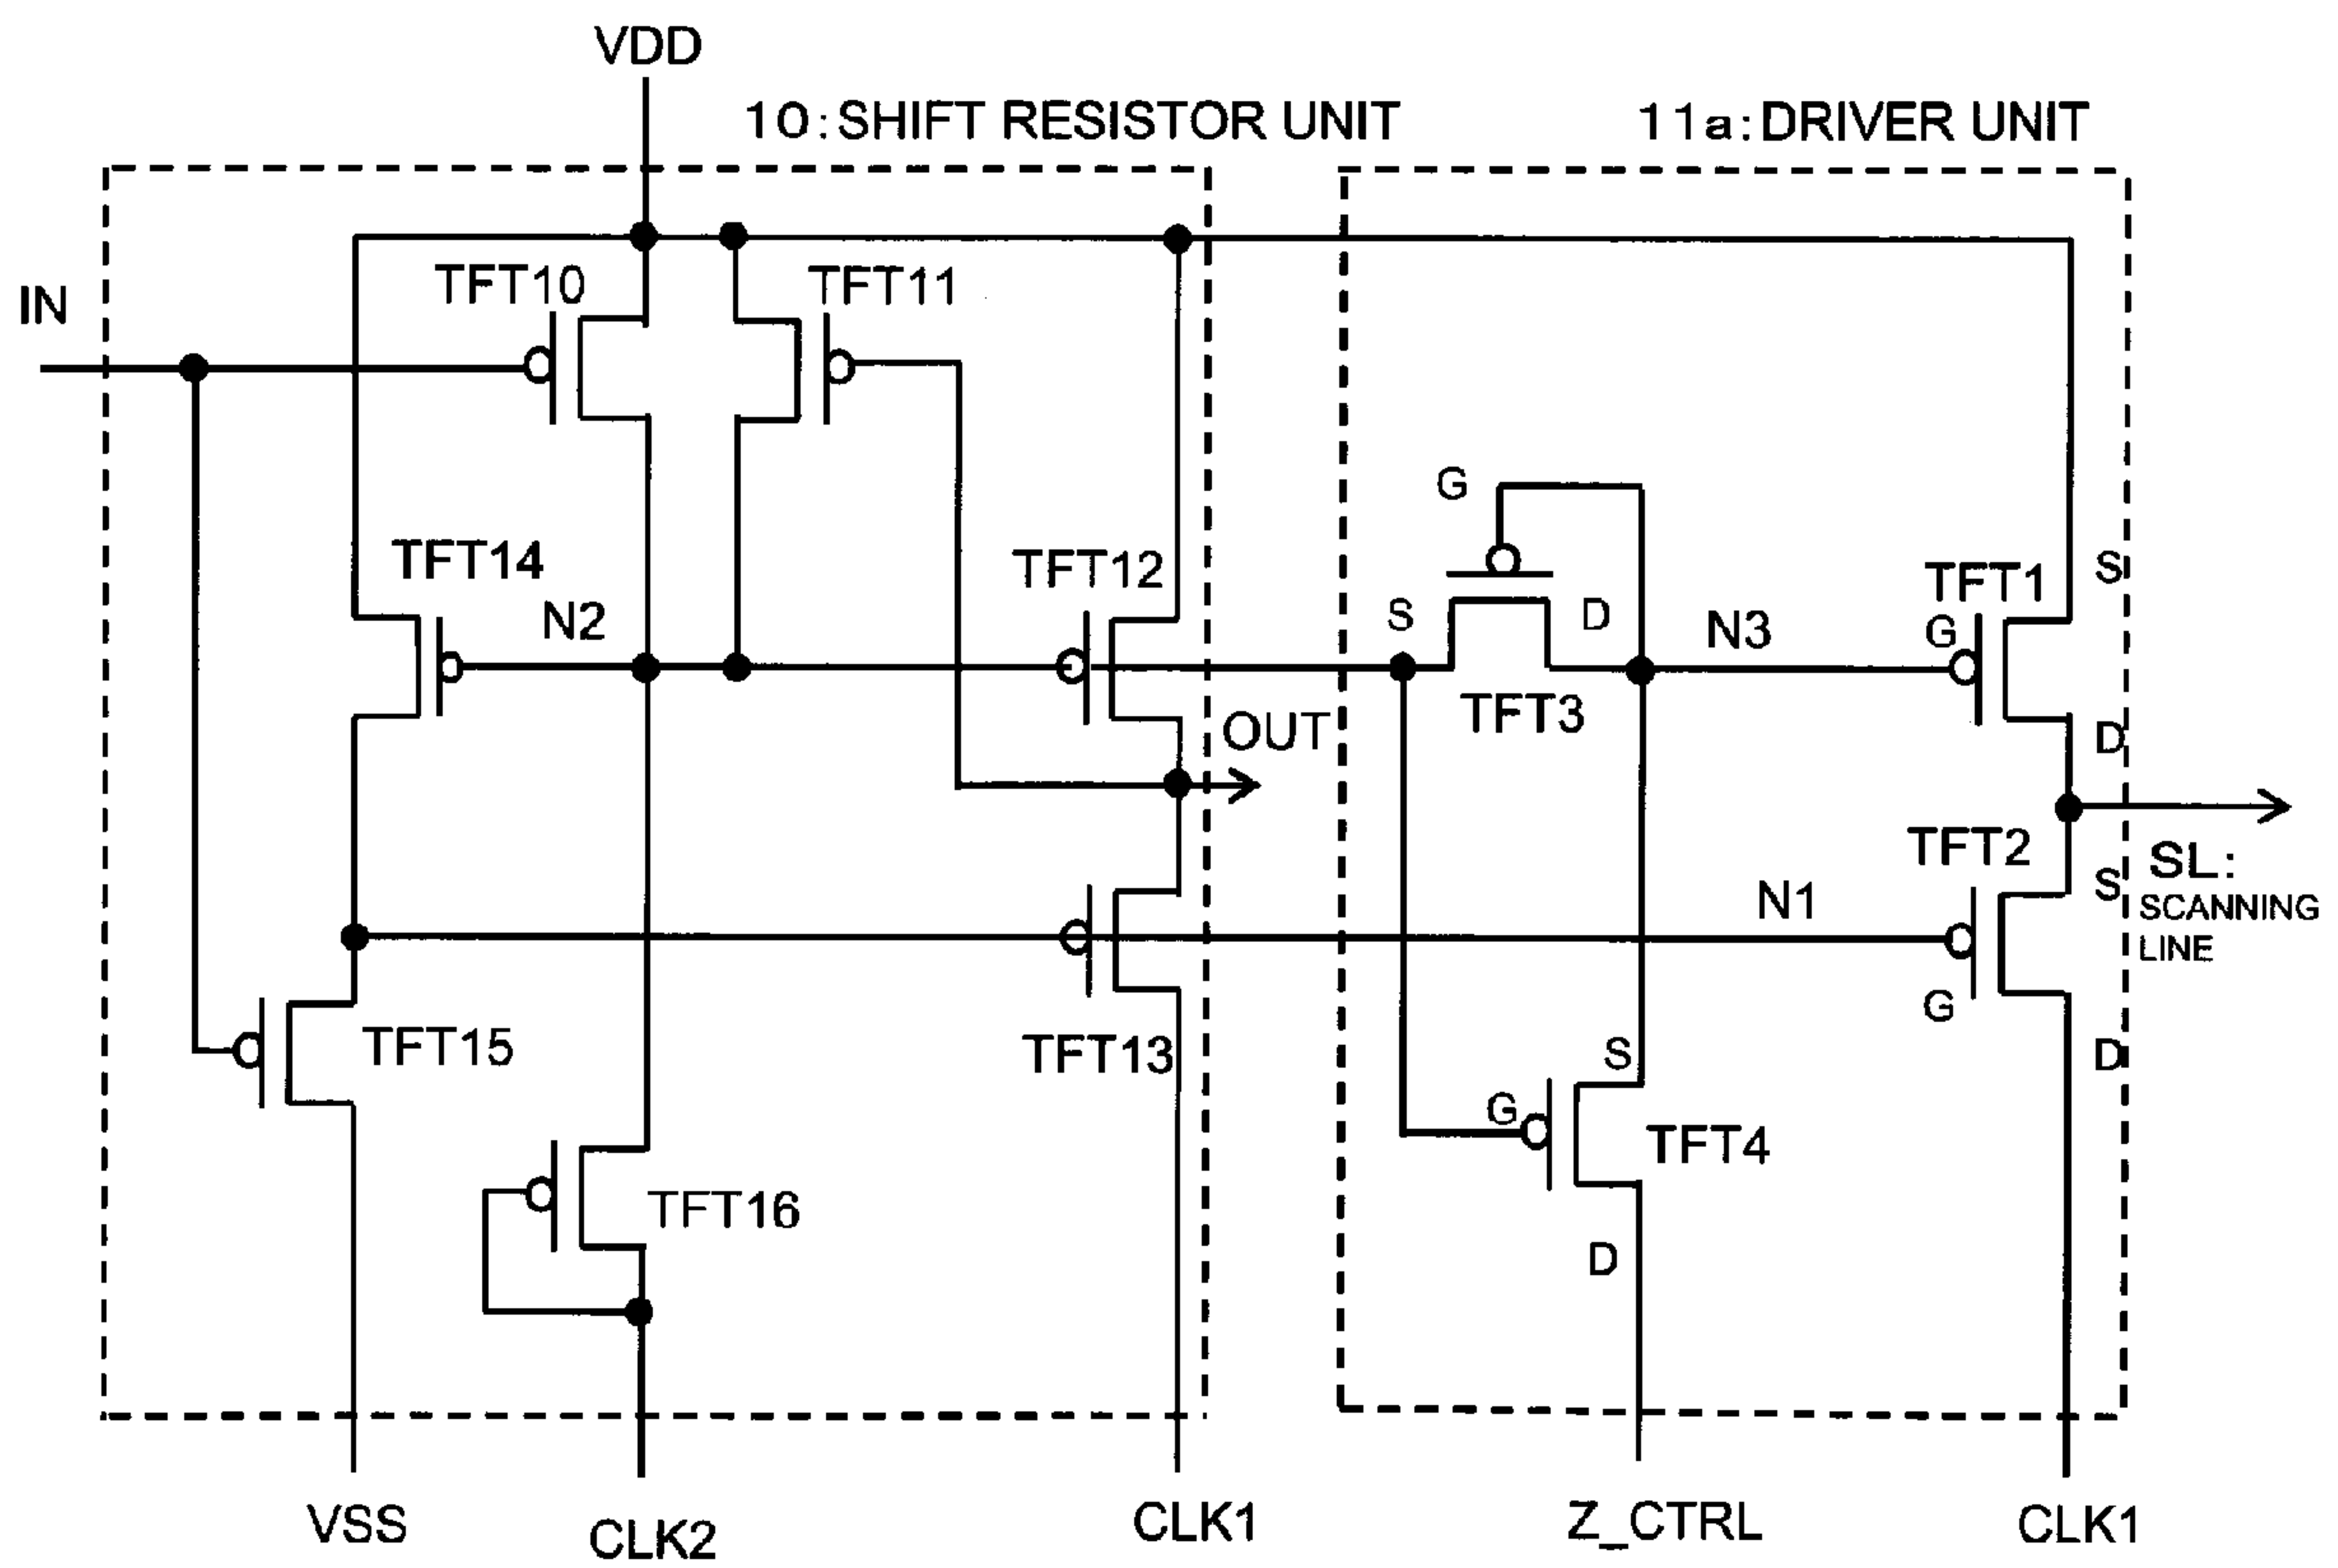 VDD
10:SHIFT RESISTOR UNIT
11a:DRIVER UNIT
IN
TFT10
TFT11
G
TFT14
TFT12
S
TFT1
N2
S
D
N3
G
TFT3
OUT
D
TFT2
SL:
S
SCANNING
LINE
N1
G
TFT15
TFT13
S
D
G
TFT4
TFT16
D
VSS
CLK2
CLK1
Z_CTRL
CLK1